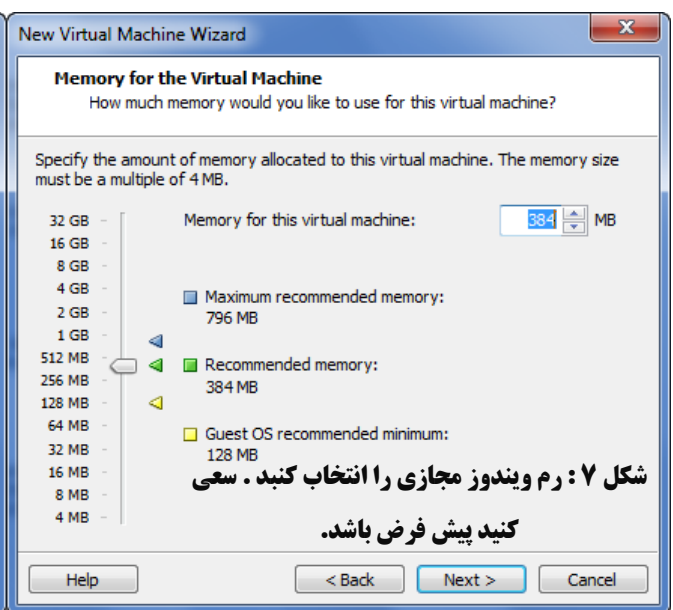 New Virtual Machine Wizard
Memory for the Virtual Machine
How much memory would you like to use for this virtual machine?
Specify the amount of memory allocated to this virtual machine. The memory size
must be a multiple of 4 MB.
32 GB
16 GB
8 GB
4 GB
2 GB
1 GB
512 MB
256 MB
128 MB
64 MB
32 MB
16 MB
8 MB
4 MB
Memory for this virtual machine: 384 MB
Maximum recommended memory:
796 MB
Recommended memory:
384 MB
Guest OS recommended minimum:
128 MB
شکل ۷ : رم ویندوز مجازی را انتخاب کنبد . سعی
کنید پیش فرض باشد.
Help < Back Next > Cancel